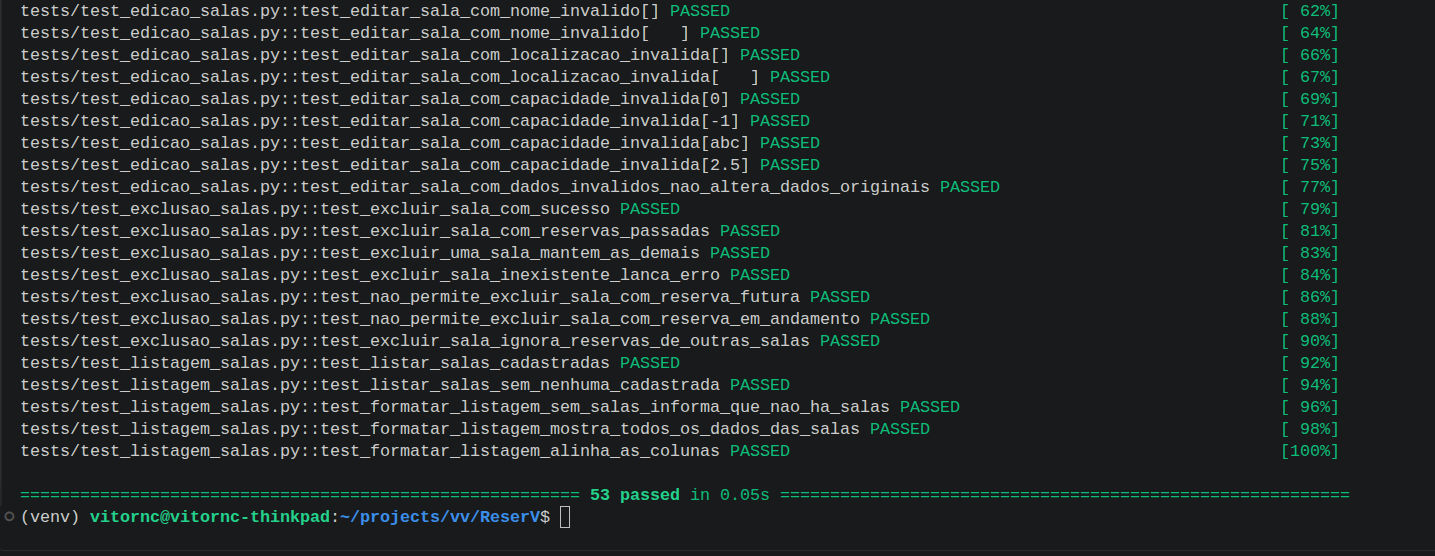 tests/test_edicao_salas.py::test_editar_sala_com_nome_invalido[] PASSED [ 62%]
tests/test_edicao_salas.py::test_editar_sala_com_nome_invalido[   ] PASSED [ 64%]
tests/test_edicao_salas.py::test_editar_sala_com_localizacao_invalida[] PASSED [ 66%]
tests/test_edicao_salas.py::test_editar_sala_com_localizacao_invalida[   ] PASSED [ 67%]
tests/test_edicao_salas.py::test_editar_sala_com_capacidade_invalida[0] PASSED [ 69%]
tests/test_edicao_salas.py::test_editar_sala_com_capacidade_invalida[-1] PASSED [ 71%]
tests/test_edicao_salas.py::test_editar_sala_com_capacidade_invalida[abc] PASSED [ 73%]
tests/test_edicao_salas.py::test_editar_sala_com_capacidade_invalida[2.5] PASSED [ 75%]
tests/test_edicao_salas.py::test_editar_sala_com_dados_invalidos_nao_altera_dados_originais PASSED [ 77%]
tests/test_exclusao_salas.py::test_excluir_sala_com_sucesso PASSED [ 79%]
tests/test_exclusao_salas.py::test_excluir_sala_com_reservas_passadas PASSED [ 81%]
tests/test_exclusao_salas.py::test_excluir_uma_sala_mantem_as_demais PASSED [ 83%]
tests/test_exclusao_salas.py::test_excluir_sala_inexistente_lanca_erro PASSED [ 84%]
tests/test_exclusao_salas.py::test_nao_permite_excluir_sala_com_reserva_futura PASSED [ 86%]
tests/test_exclusao_salas.py::test_nao_permite_excluir_sala_com_reserva_em_andamento PASSED [ 88%]
tests/test_exclusao_salas.py::test_excluir_sala_ignora_reservas_de_outras_salas PASSED [ 90%]
tests/test_listagem_salas.py::test_listar_salas_cadastradas PASSED [ 92%]
tests/test_listagem_salas.py::test_listar_salas_sem_nenhuma_cadastrada PASSED [ 94%]
tests/test_listagem_salas.py::test_formatar_listagem_sem_salas_informa_que_nao_ha_salas PASSED [ 96%]
tests/test_listagem_salas.py::test_formatar_listagem_mostra_todos_os_dados_das_salas PASSED [ 98%]
tests/test_listagem_salas.py::test_formatar_listagem_alinha_as_colunas PASSED [100%]
======================================================== 53 passed in 0.05s =========================================================
(venv) vitornc@vitornc-thinkpad:~/projects/vv/ReserV$